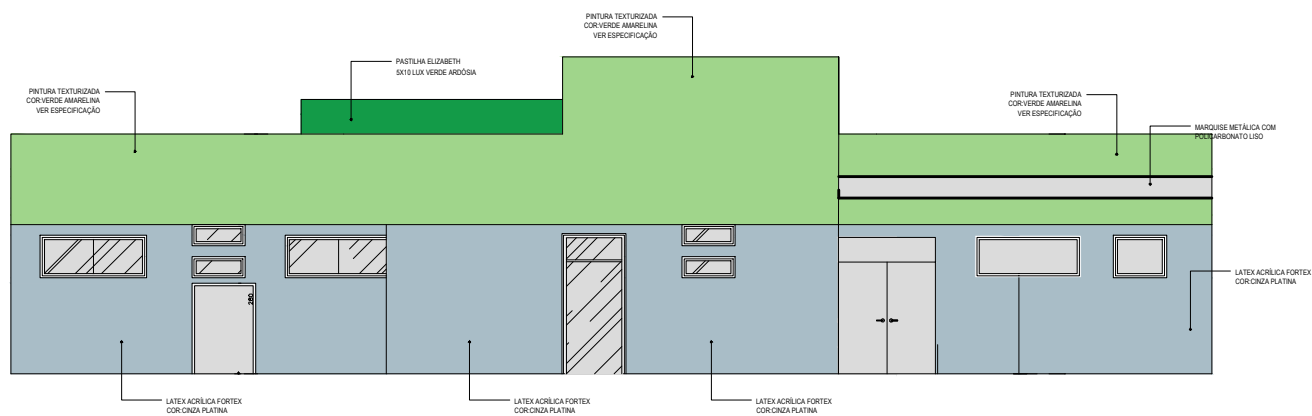 PINTURA TEXTURIZADA
COR:VERDE AMARELINA
VER ESPECIFICAÇÃO
PASTILHA ELIZABETH
5X10 LUX VERDE ARDÓSIA
PINTURA TEXTURIZADA
COR:VERDE AMARELINA
VER ESPECIFICAÇÃO
PINTURA TEXTURIZADA
COR:VERDE AMARELINA
VER ESPECIFICAÇÃO
MARQUISE METÁLICA COM
POLICARBONATO LISO
LATEX ACRÍLICA FORTEX
COR:CINZA PLATINA
260
LATEX ACRÍLICA FORTEX
COR:CINZA PLATINA
LATEX ACRÍLICA FORTEX
COR:CINZA PLATINA
LATEX ACRÍLICA FORTEX
COR:CINZA PLATINA